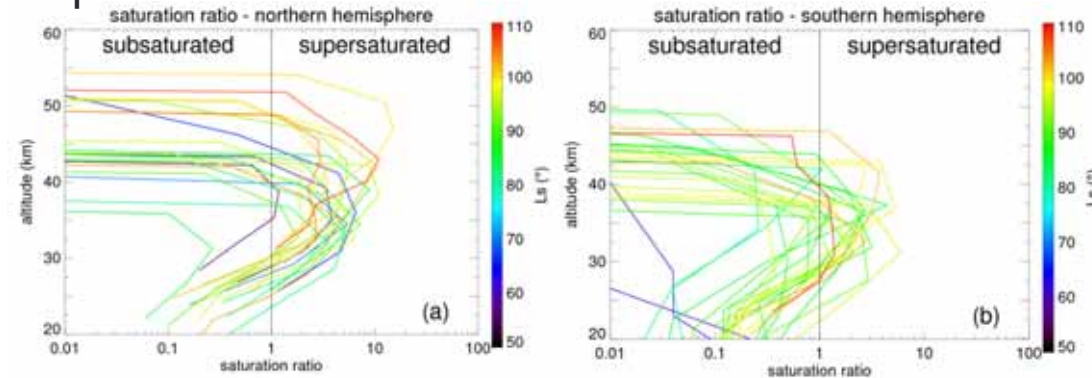 saturation ratio - northern hemisphere
60
50
40
30
20
altitude (km)
subsaturated
supersaturated
(a)
0.01
0.1
1
10
100
saturation ratio
110
100
90
80
70
60
50
Ls (°)
saturation ratio - southern hemisphere
60
50
40
30
20
altitude (km)
subsaturated
supersaturated
(b)
0.01
0.1
1
10
100
saturation ratio
110
100
90
80
70
60
50